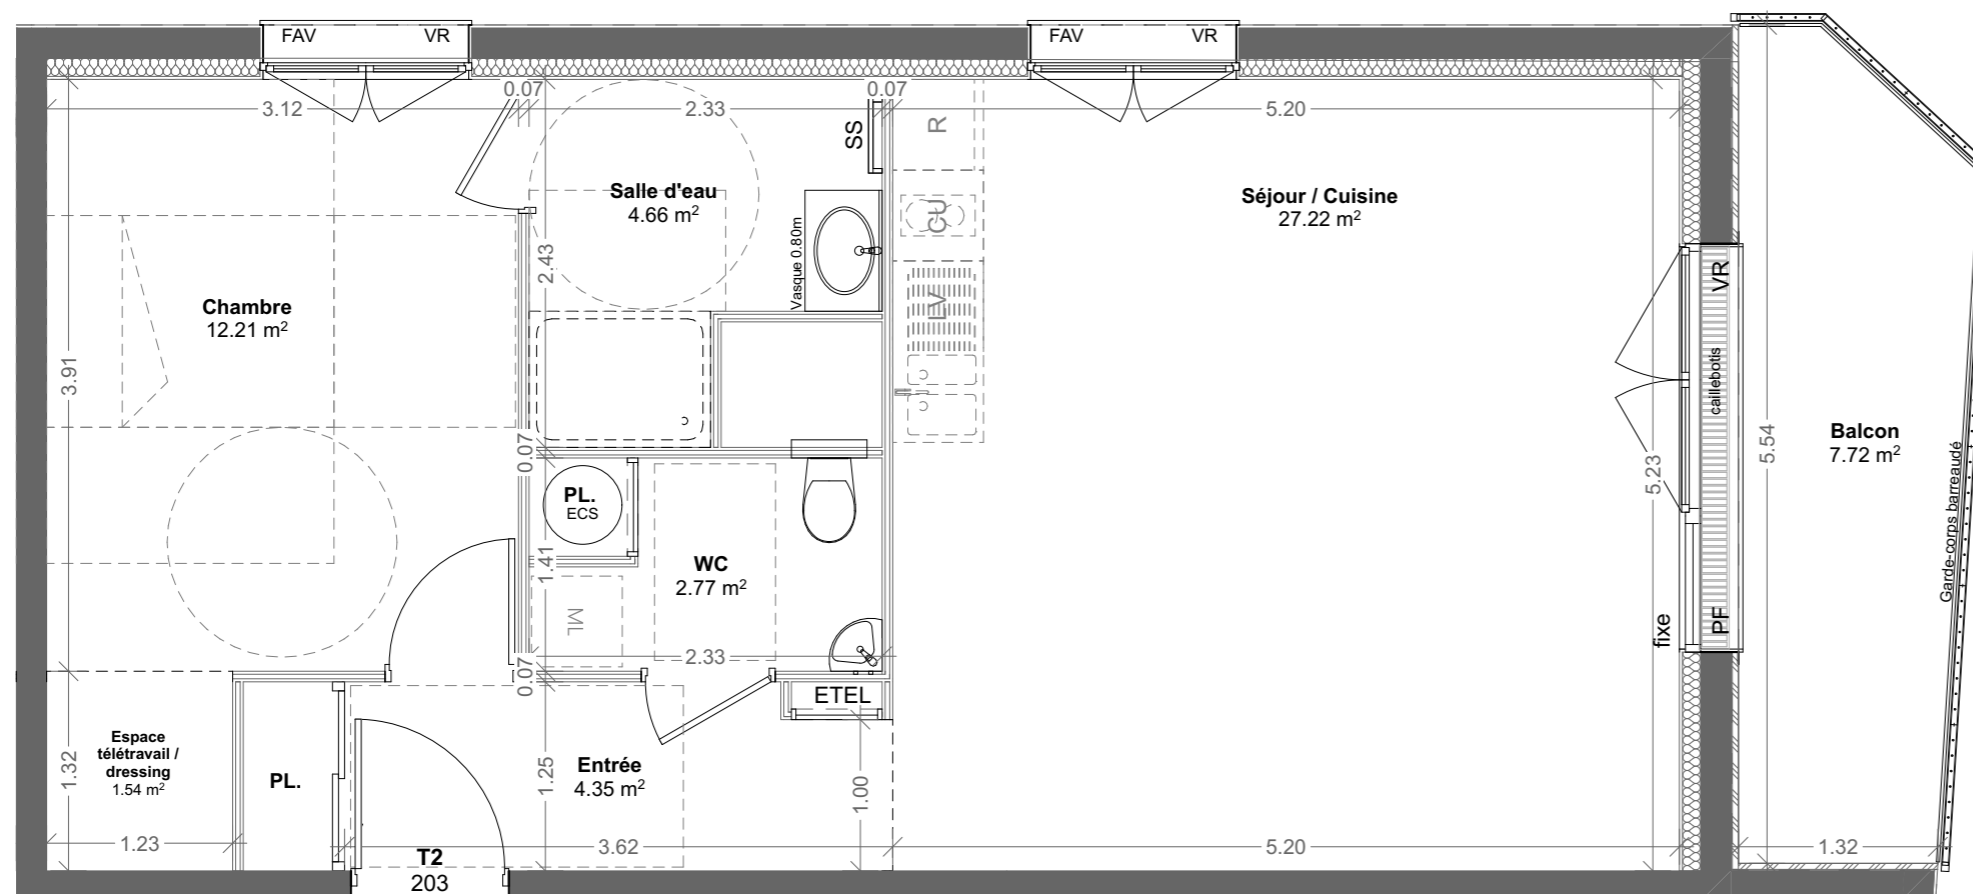 FAV VR
FAV VR
3.12
0.07
2.33
0.07
5.20
SS
R
Salle d'eau
4.66 m²
Séjour / Cuisine
27.22 m²
CU
Vasque 0.80m
2.43
VR
Chambre
12.21 m²
LV
3.91
caillebotis
5.54
Balcon
7.72 m²
0.07
5.23
PL.
ECS
Garde-corps barreaudé
1.41
WC
2.77 m²
ML
PF
fixe
2.33
0.07
ETEL
Espace
télétravail /
dressing
1.54 m²
1.32
PL.
1.25
Entrée
4.35 m²
1.00
1.23
3.62
5.20
1.32
T2
203